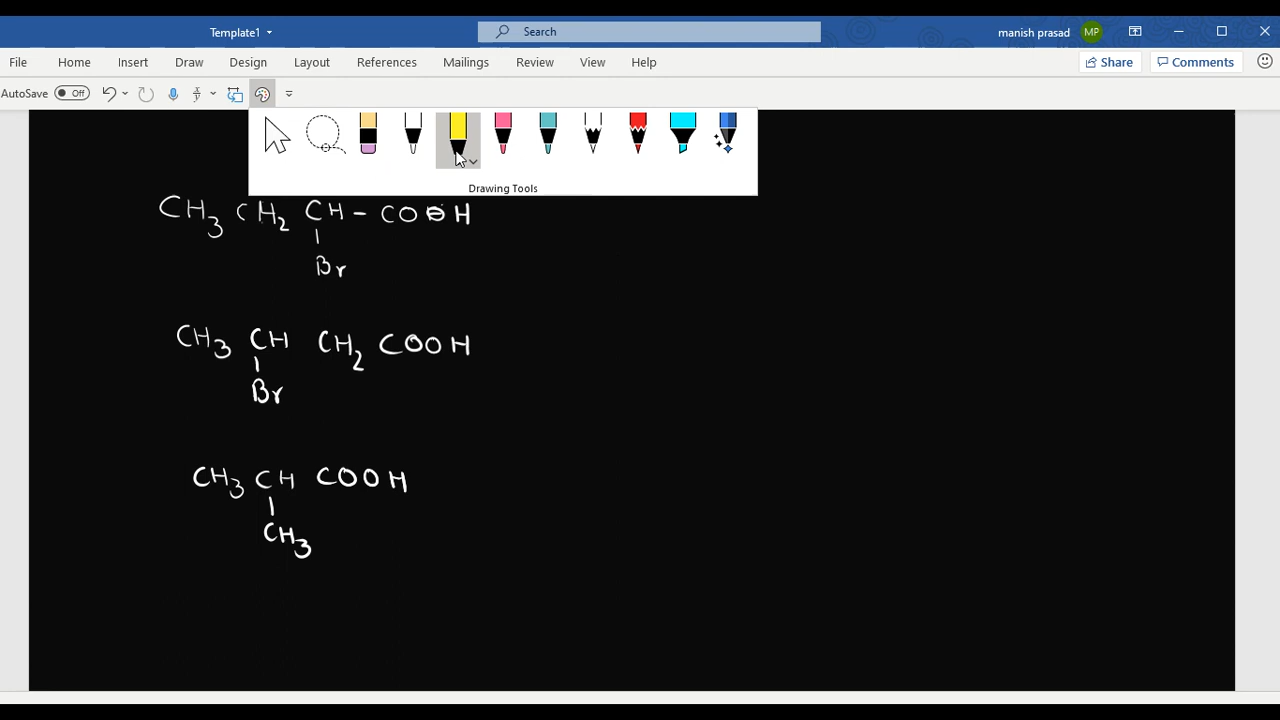 Template1
Search
manish prasad MP
File Home Insert Draw Design Layout References Mailings Review View Help Share Comments
AutoSave Off
Drawing Tools
CH3 CH2 CH - COOH
Br
CH3 CH CH2 COOH
Br
CH3 CH COOH
CH3